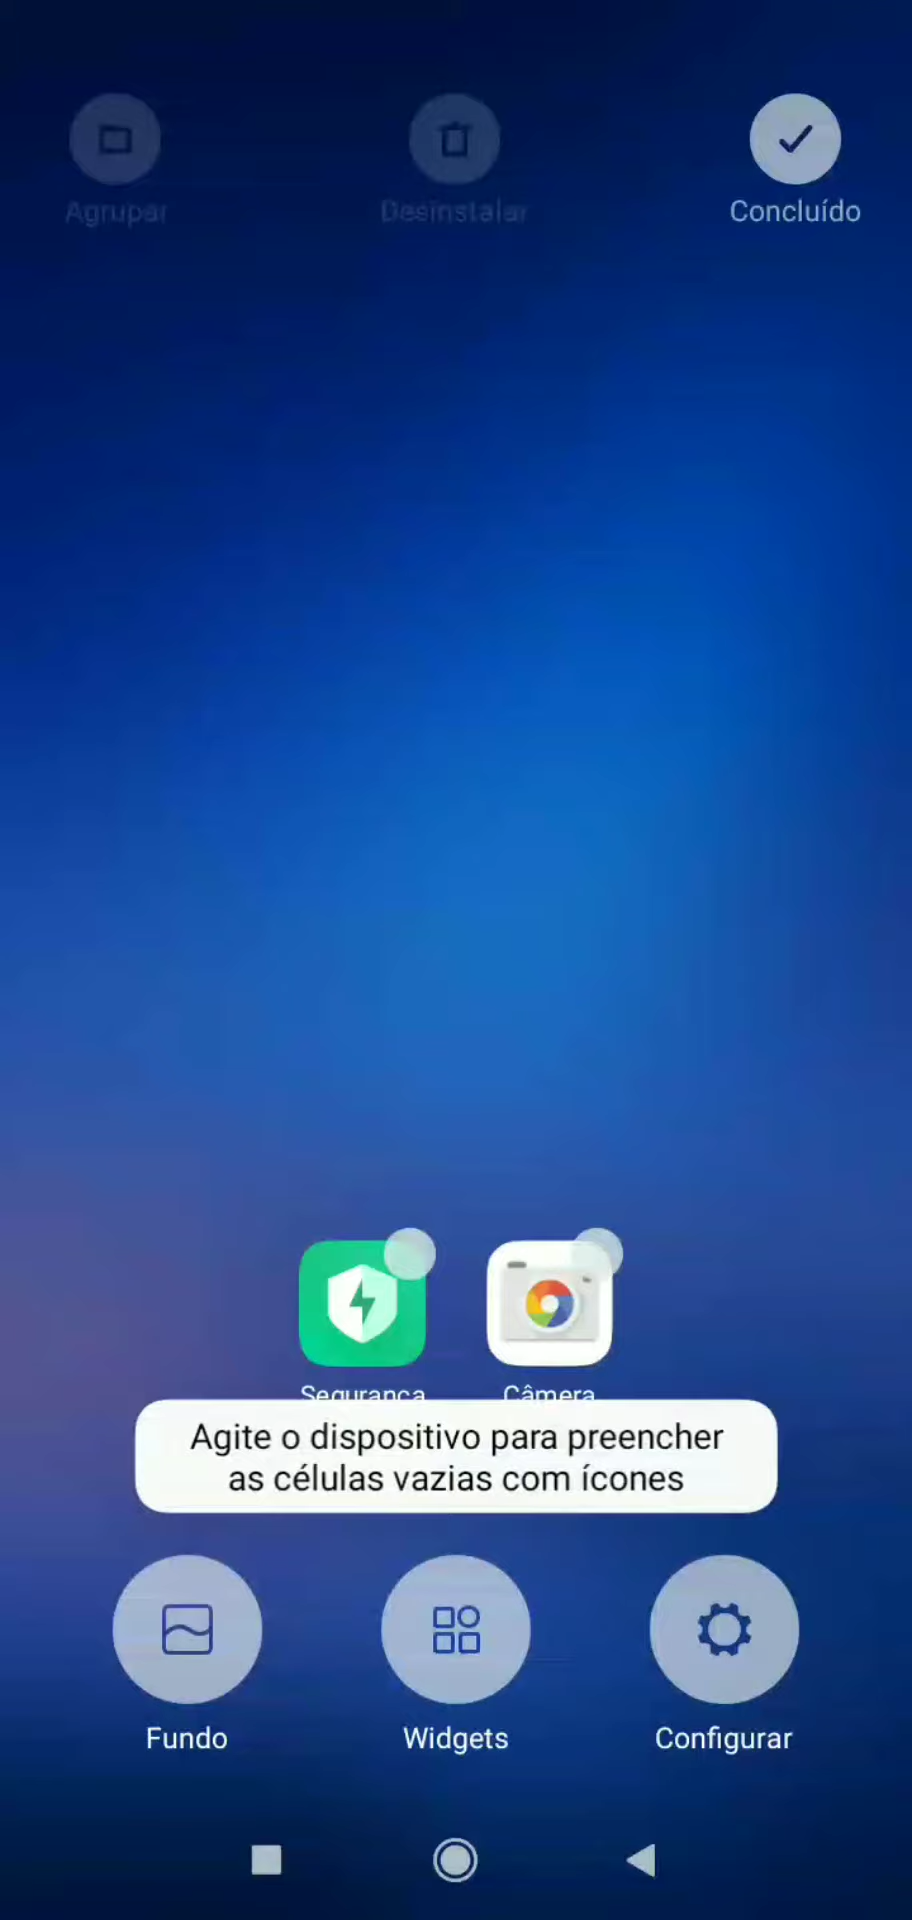 Agrupar
Desinstalar
Concluído
Segurança
Câmera
Agite o dispositivo para preencher
as células vazias com ícones
Fundo
Widgets
Configurar